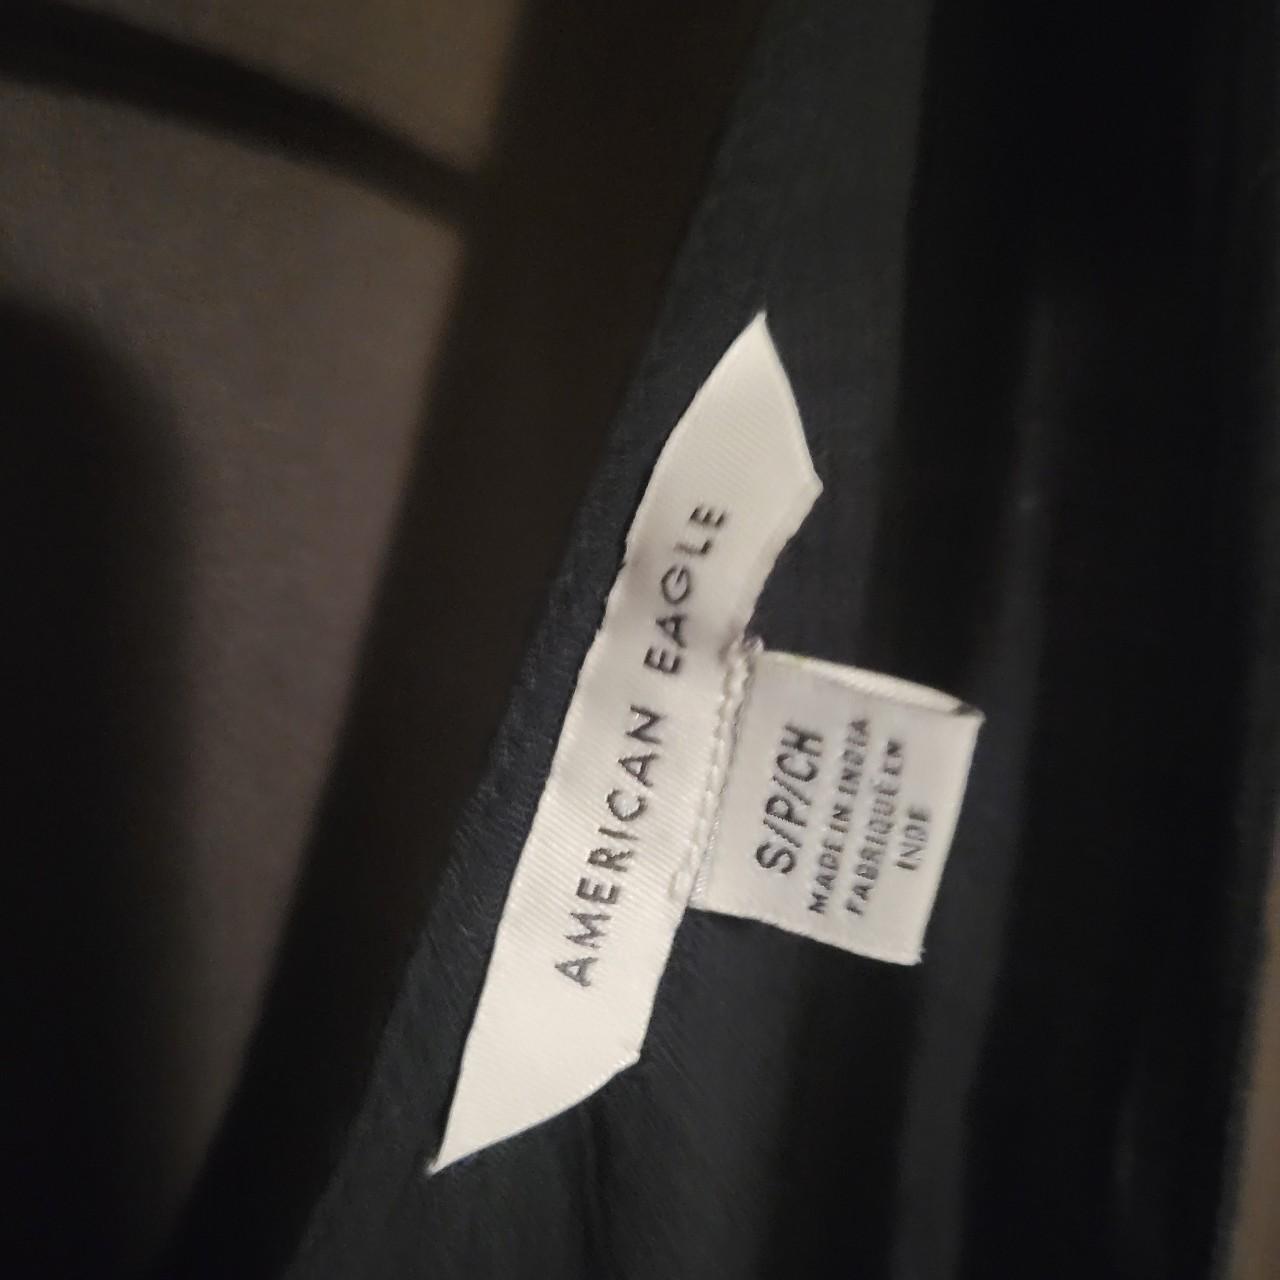 AMERICAN EAGLE
S/P/CH
MADE IN INDIA
FABRIQUÉ EN
INDE